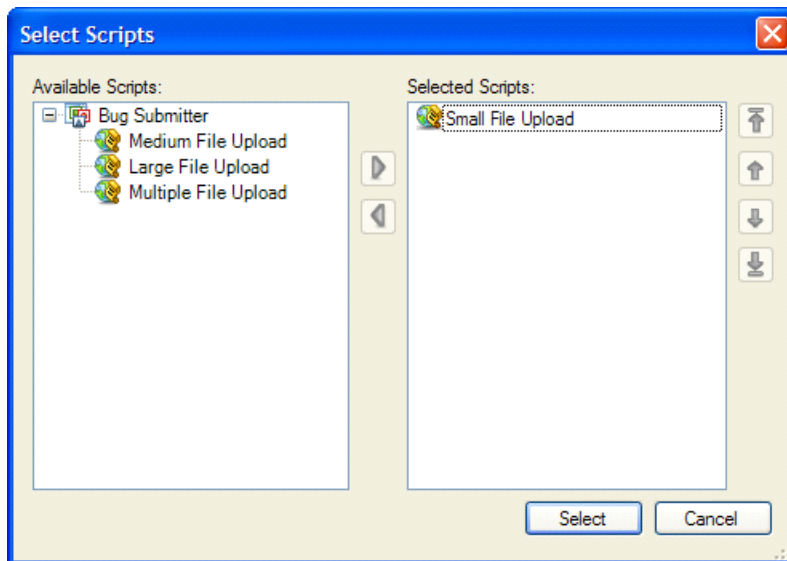 Select Scripts
Available Scripts:
Bug Submitter
Medium File Upload
Large File Upload
Multiple File Upload
Selected Scripts:
Small File Upload
Select
Cancel